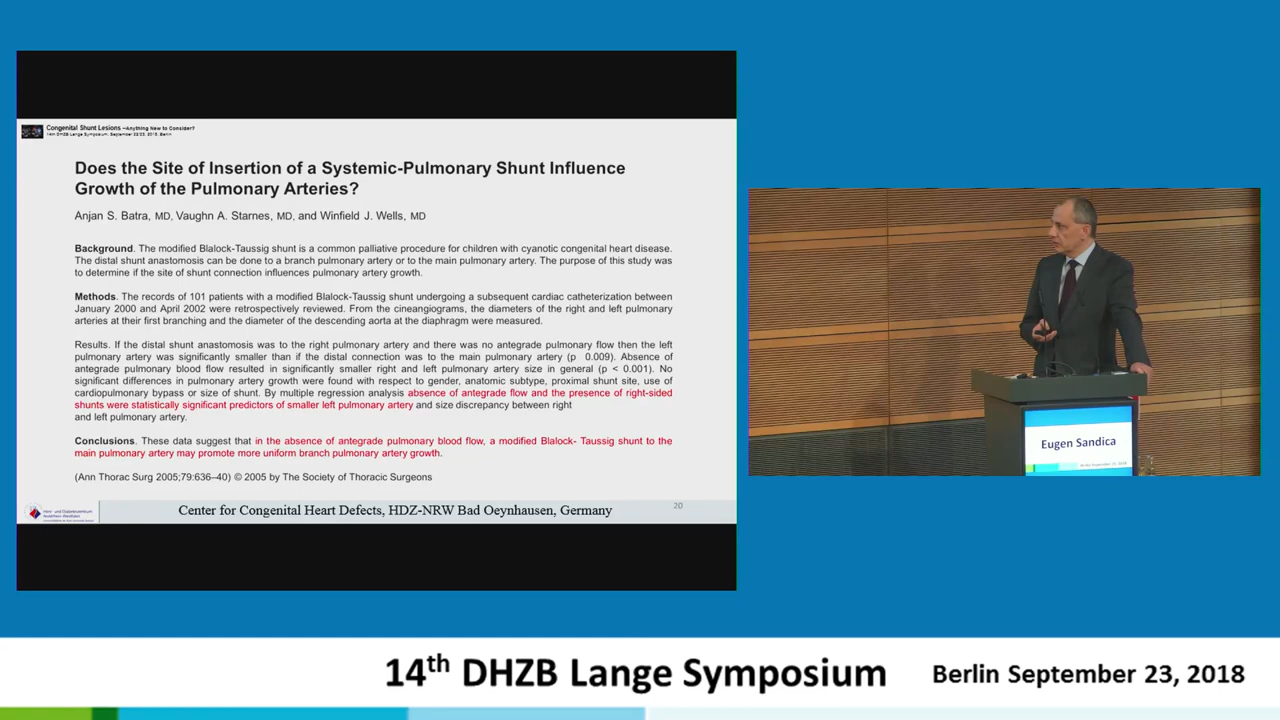 Congenital Shunt Lesions –Anything New to Consider?
14th DHZB Lange Symposium, September 22/23, 2018, Berlin
Does the Site of Insertion of a Systemic-Pulmonary Shunt Influence
Growth of the Pulmonary Arteries?
Anjan S. Batra, MD, Vaughn A. Starnes, MD, and Winfield J. Wells, MD
Background. The modified Blalock-Taussig shunt is a common palliative procedure for children with cyanotic congenital heart disease.
The distal shunt anastomosis can be done to a branch pulmonary artery or to the main pulmonary artery. The purpose of this study was
to determine if the site of shunt connection influences pulmonary artery growth.
Methods. The records of 101 patients with a modified Blalock-Taussig shunt undergoing a subsequent cardiac catheterization between
January 2000 and April 2002 were retrospectively reviewed. From the cineangiograms, the diameters of the right and left pulmonary
arteries at their first branching and the diameter of the descending aorta at the diaphragm were measured.
Results. If the distal shunt anastomosis was to the right pulmonary artery and there was no antegrade pulmonary flow then the left
pulmonary artery was significantly smaller than if the distal connection was to the main pulmonary artery (p 0.009). Absence of
antegrade pulmonary blood flow resulted in significantly smaller right and left pulmonary artery size in general (p < 0.001). No
significant differences in pulmonary artery growth were found with respect to gender, anatomic subtype, proximal shunt site, use of
cardiopulmonary bypass or size of shunt. By multiple regression analysis absence of antegrade flow and the presence of right-sided
shunts were statistically significant predictors of smaller left pulmonary artery and size discrepancy between right
and left pulmonary artery.
Conclusions. These data suggest that in the absence of antegrade pulmonary blood flow, a modified Blalock- Taussig shunt to the
main pulmonary artery may promote more uniform branch pulmonary artery growth.
(Ann Thorac Surg 2005;79:636–40) © 2005 by The Society of Thoracic Surgeons
Herz- und Diabeteszentrum
Nordrhein-Westfalen
Center for Congenital Heart Defects, HDZ-NRW Bad Oeynhausen, Germany
20
Eugen Sandica
14th DHZB Lange Symposium
Berlin September 23, 2018